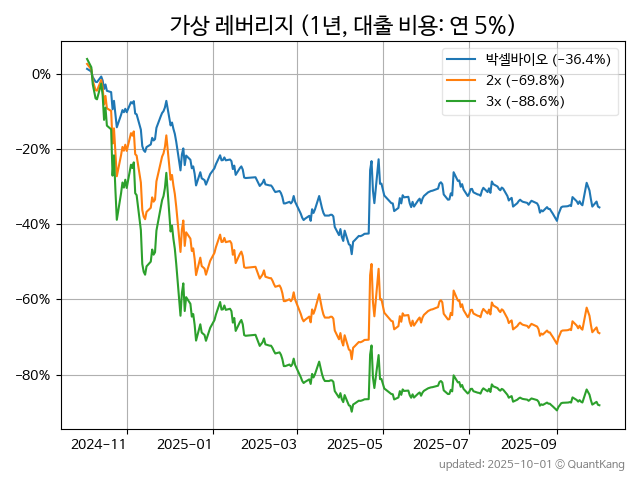 가상 레버리지 (1년, 대출 비용: 연 5%)
박셀바이오 (−36.4%)
2x (−69.8%)
3x (−88.6%)
0%
−20%
−40%
−60%
−80%
2024-11 2025-01 2025-03 2025-05 2025-07 2025-09
updated: 2025-10-01 © QuantKang